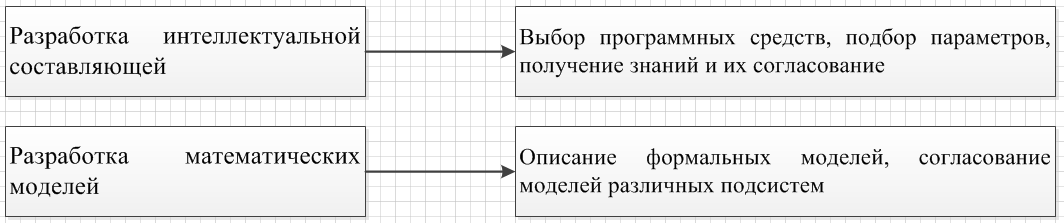 Разработка интеллектуальной
составляющей
Выбор программных средств, подбор параметров,
получение знаний и их согласование
Разработка математических
моделей
Описание формальных моделей, согласование
моделей различных подсистем